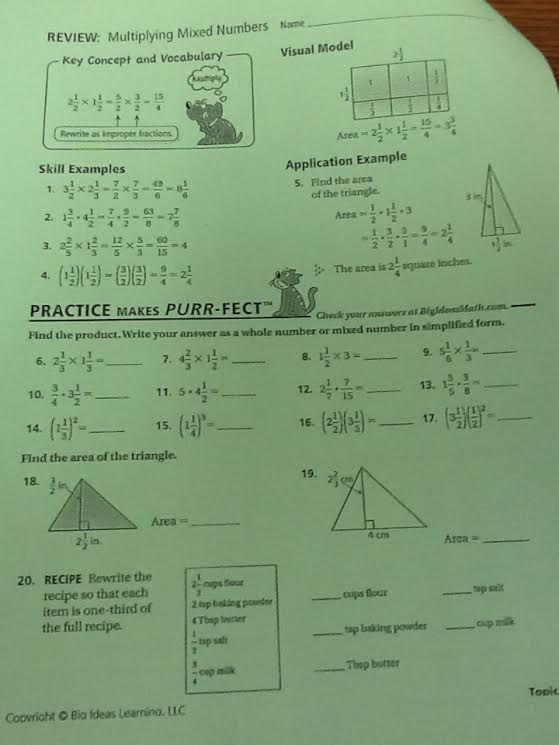 REVIEW: Multiplying Mixed Numbers Name
Key Concept and Vocabulary
Multiply
2 1/2 × 1 1/2 = 5/2 × 3/2 = 15/4
Rewrite as improper fractions.
Visual Model
2 1/2
1 1/2
1 1 1/2
1/2 1/2 1/4
Area = 2 1/2 × 1 1/2 = 15/4 = 3 3/4
Skill Examples
1. 3 1/2 × 2 1/3 = 7/2 × 7/3 = 49/6 = 8 1/6
2. 1 3/4 • 4 1/2 = 7/4 • 9/2 = 63/8 = 7 7/8
3. 2 2/5 × 1 2/3 = 12/5 × 5/3 = 60/15 = 4
4. (1 1/2)(1 1/2) = (3/2)(3/2) = 9/4 = 2 1/4
Application Example
5. Find the area
of the triangle.
Area = 1/2 • 1 1/2 • 3
= 1/2 • 3/2 • 3/1 = 9/4 = 2 1/4
The area is 2 1/4 square inches.
3 in.
1 1/2 in.
PRACTICE MAKES PURR-FECT™
Check your answers at BigIdeasMath.com.
Find the product. Write your answer as a whole number or mixed number in simplified form.
6. 2 1/3 × 1 1/3 =
7. 4 2/3 × 1 1/2 =
8. 1 1/2 × 3 =
9. 5 1/6 × 1/3 =
10. 3/4 • 3 1/2 =
11. 5 • 4 1/2 =
12. 2 1/7 • 7/15 =
13. 1 3/5 • 3/8 =
14. (1 1/3)² =
15. (1 1/4)³ =
16. (2 1/2)(3 1/3) =
17. (3 1/2)(1/2)² =
Find the area of the triangle.
18. in.
2 1/2 in.
Area =
19. 2 2/3 cm
4 cm
Area =
20. RECIPE Rewrite the
recipe so that each
item is one-third of
the full recipe.
cups flour
2 tsp baking powder
4 Tbsp butter
1/2 tsp salt
3/4 cup milk
cups flour
tsp salt
tsp baking powder
cup milk
Tbsp butter
Topic
Copyright © Big Ideas Learning, LLC